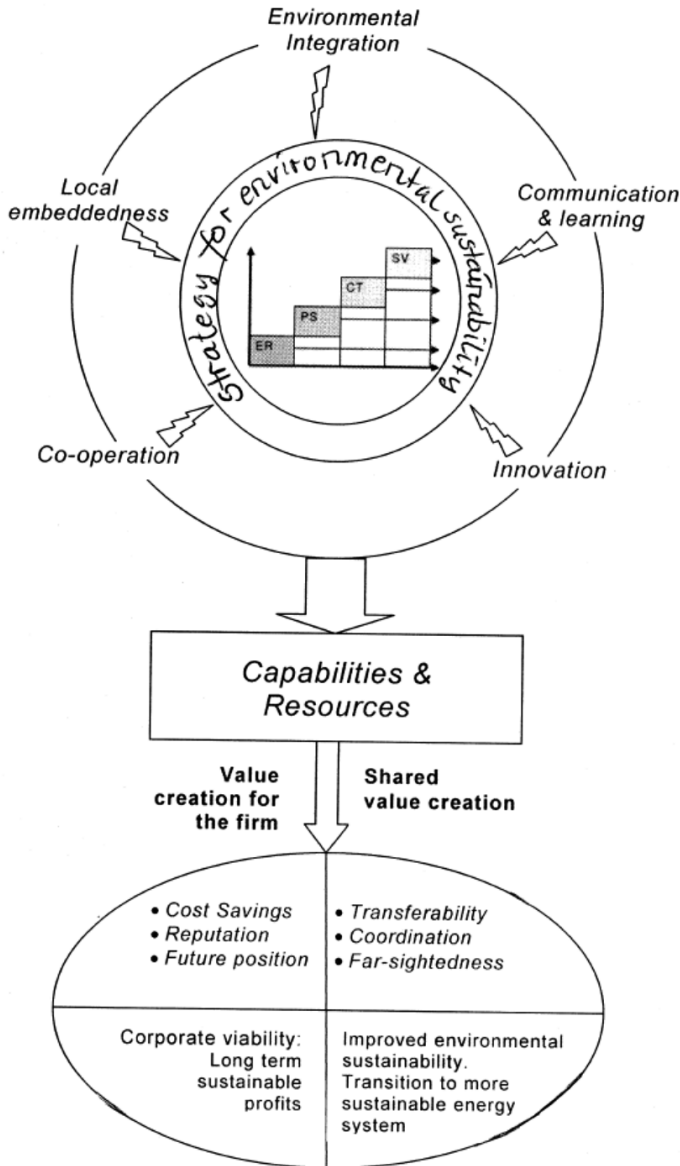 Environmental
Integration
Local
embeddedness
Communication
& learning
Strategy for environmental sustainability
SV
CT
PS
ER
Co-operation
Innovation
Capabilities &
Resources
Value
creation for
the firm
Shared
value creation
• Cost Savings
• Reputation
• Future position
• Transferability
• Coordination
• Far-sightedness
Corporate viability:
Long term
sustainable
profits
Improved environmental
sustainability.
Transition to more
sustainable energy
system